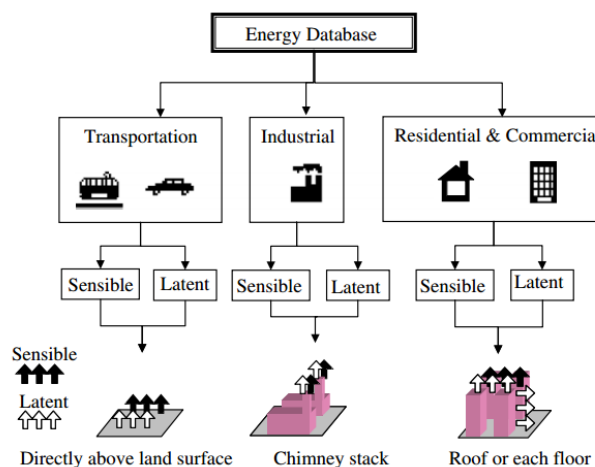 Energy Database
Transportation
Industrial
Residential & Commercia
Sensible
Latent
Sensible
Latent
Sensible
Latent
Sensible
Latent
Directly above land surface
Chimney stack
Roof or each floor